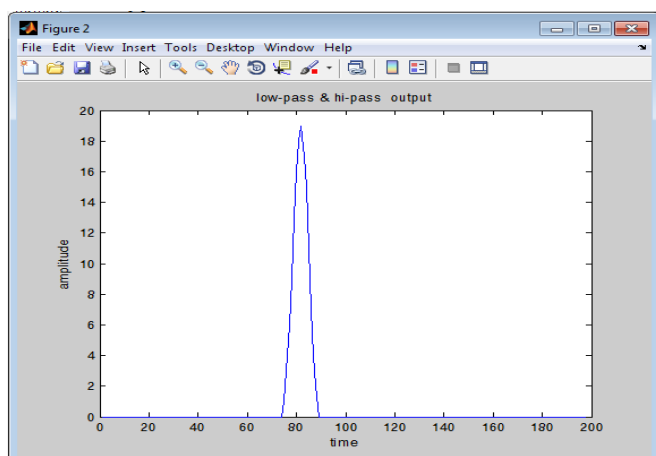 Figure 2
File Edit View Insert Tools Desktop Window Help
low-pass & hi-pass output
20
18
16
14
12
10
8
6
4
2
0
amplitude
0 20 40 60 80 100 120 140 160 180 200
time